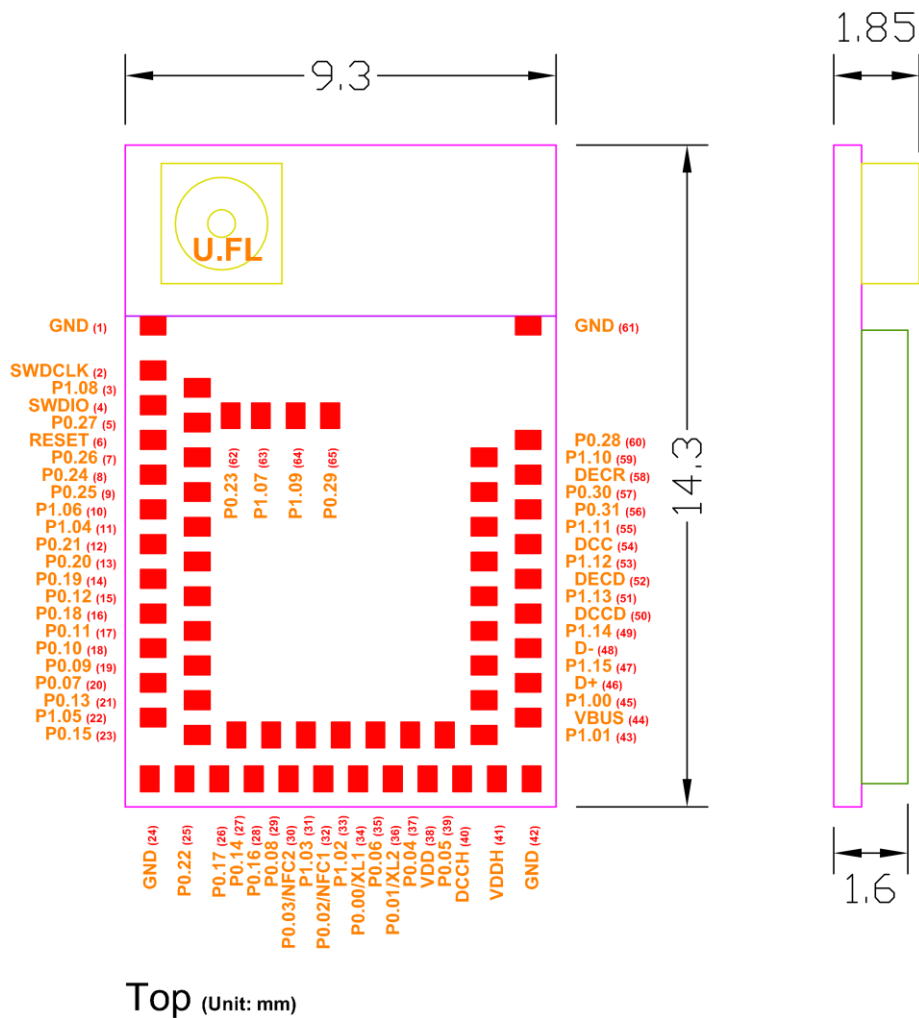 9.3
1.85
U.FL
14.3
GND (1)
SWDCLK (2)
P1.08 (3)
SWDIO (4)
P0.27 (5)
RESET (6)
P0.26 (7)
P0.24 (8)
P0.25 (9)
P1.06 (10)
P1.04 (11)
P0.21 (12)
P0.20 (13)
P0.19 (14)
P0.12 (15)
P0.18 (16)
P0.11 (17)
P0.10 (18)
P0.09 (19)
P0.07 (20)
P0.13 (21)
P1.05 (22)
P0.15 (23)
P0.23 (62)
P1.07 (63)
P1.09 (64)
P0.29 (65)
GND (61)
P0.28 (60)
P1.10 (59)
DECR (58)
P0.30 (57)
P0.31 (56)
P1.11 (55)
DCC (54)
P1.12 (53)
DECD (52)
P1.13 (51)
DCCD (50)
P1.14 (49)
D- (48)
P1.15 (47)
D+ (46)
P1.00 (45)
VBUS (44)
P1.01 (43)
GND (24)
P0.22 (25)
P0.17 (26)
P0.14 (27)
P0.16 (28)
P0.08 (29)
P0.03/NFC2 (30)
P1.03 (31)
P0.02/NFC1 (32)
P1.02 (33)
P0.00/XL1 (34)
P0.06 (35)
P0.01/XL2 (36)
P0.04 (37)
VDD (38)
P0.05 (39)
DCCH (40)
VDDH (41)
GND (42)
1.6
Top (Unit: mm)